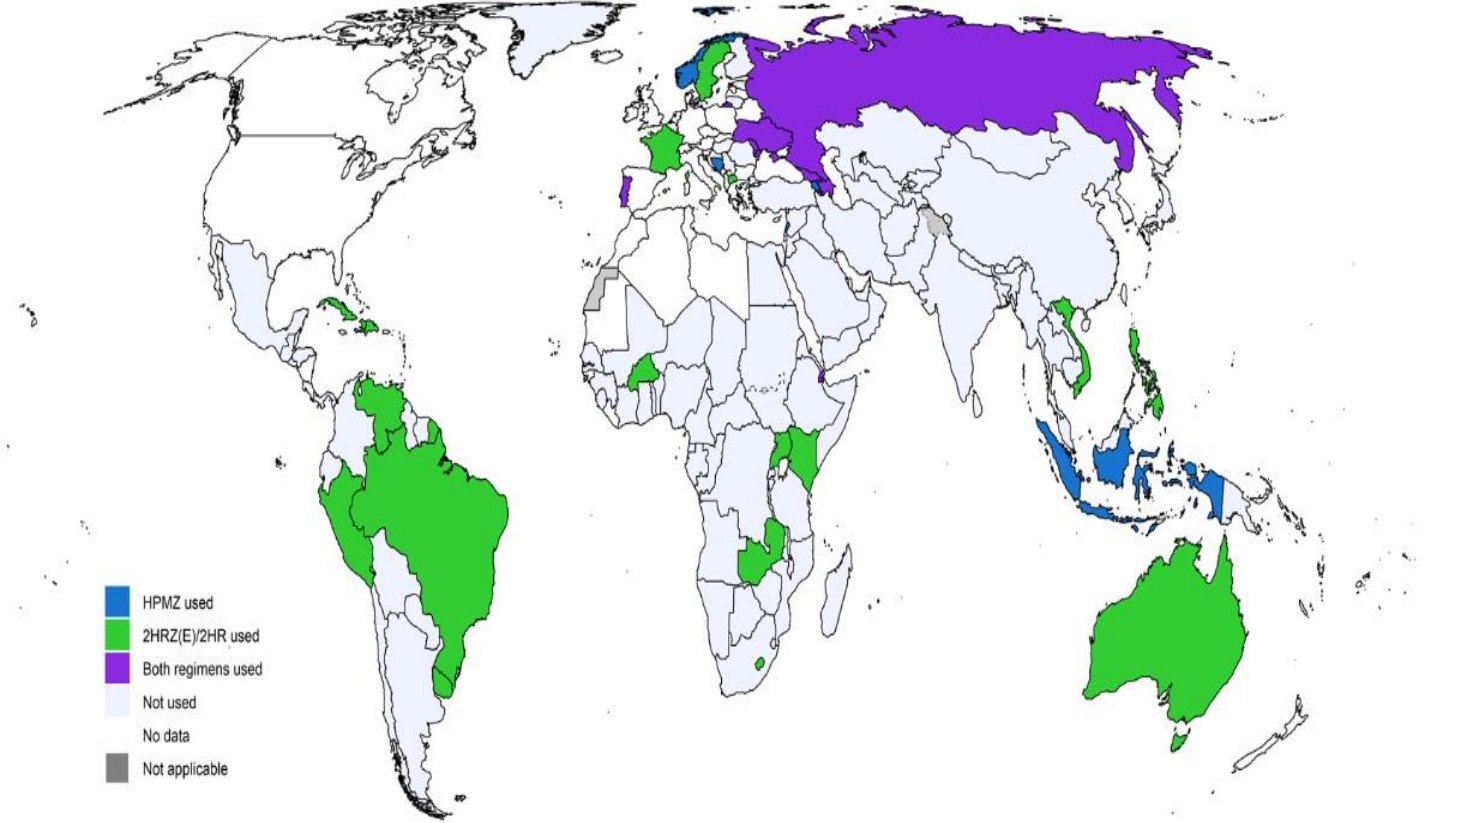 HPMZ used
2HRZ(E)/2HR used
Both regimens used
Not used
No data
Not applicable